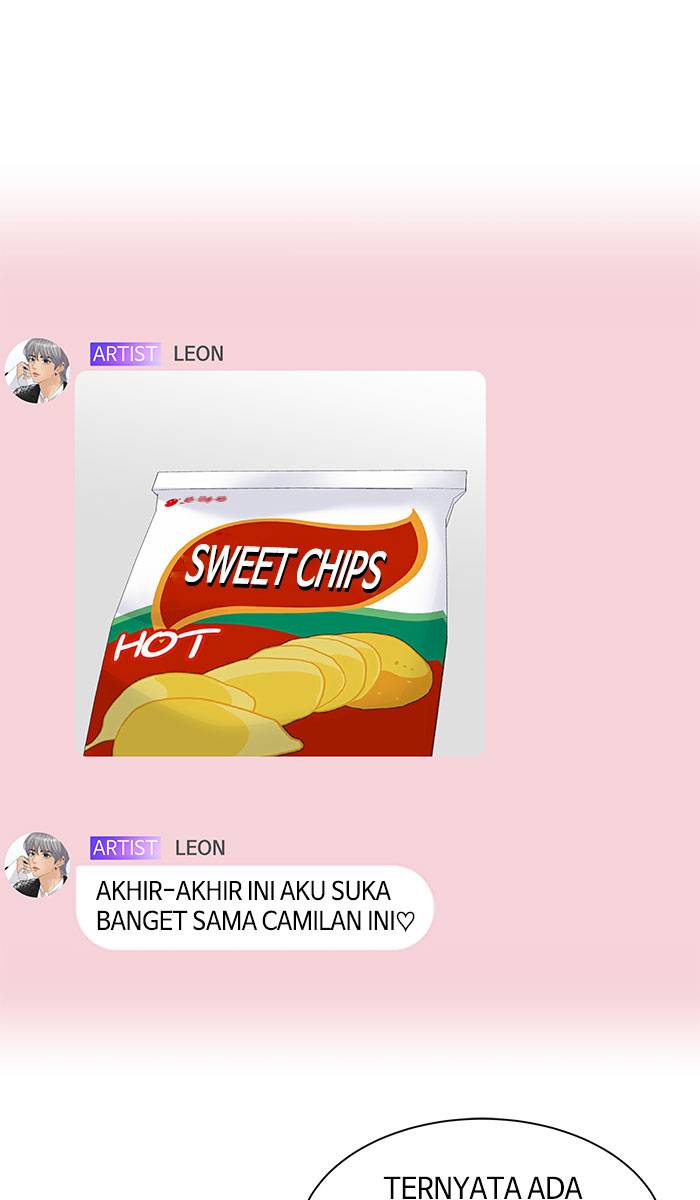 ARTIST LEON
SWEET CHIPS
HOT
ARTIST LEON
AKHIR-AKHIR INI AKU SUKA
BANGET SAMA CAMILAN INI♡
TERNYATA ADA